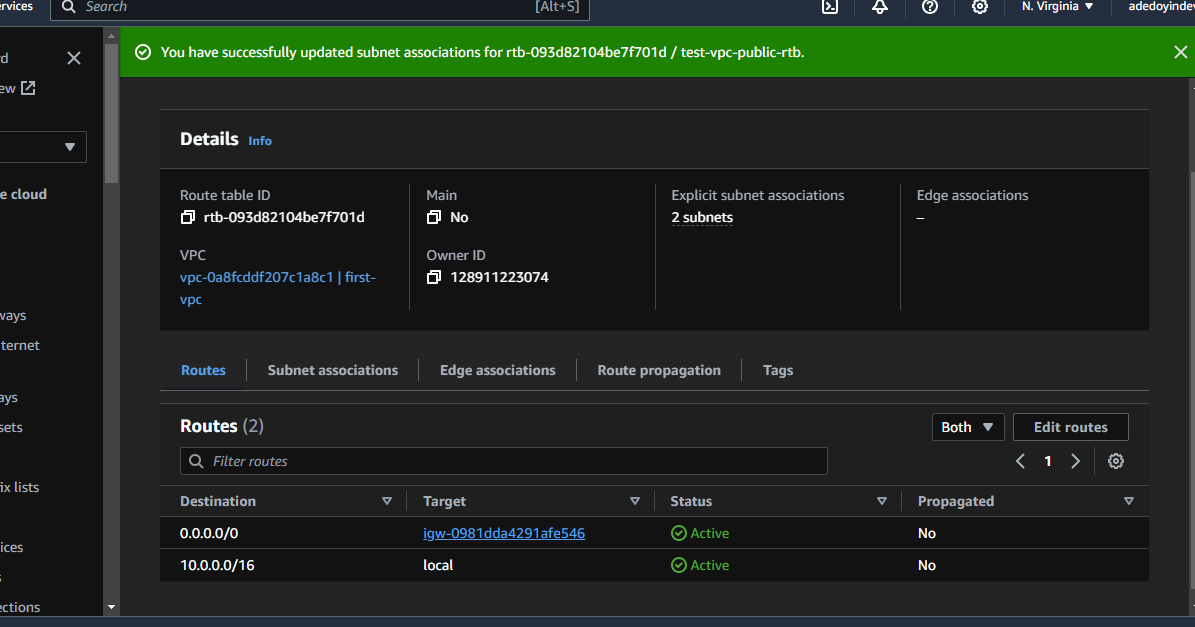 ervices
Search
[Alt+S]
N. Virginia
adedoyindev
You have successfully updated subnet associations for rtb-093d82104be7f701d / test-vpc-public-rtb.
rd
ew
e cloud
ways
ternet
ays
sets
ix lists
ices
s
ections
Details Info
Route table ID
rtb-093d82104be7f701d
Main
No
Explicit subnet associations
2 subnets
Edge associations
–
VPC
vpc-0a8fcddf207c1a8c1 | first-
vpc
Owner ID
128911223074
Routes
Subnet associations
Edge associations
Route propagation
Tags
Routes (2)
Both
Edit routes
Filter routes
1
Destination
Target
Status
Propagated
0.0.0.0/0
igw-0981dda4291afe546
Active
No
10.0.0.0/16
local
Active
No